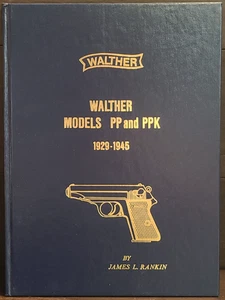 WALTHER
WALTHER
MODELS PP and PPK
1929-1945
BY
JAMES L. RANKIN